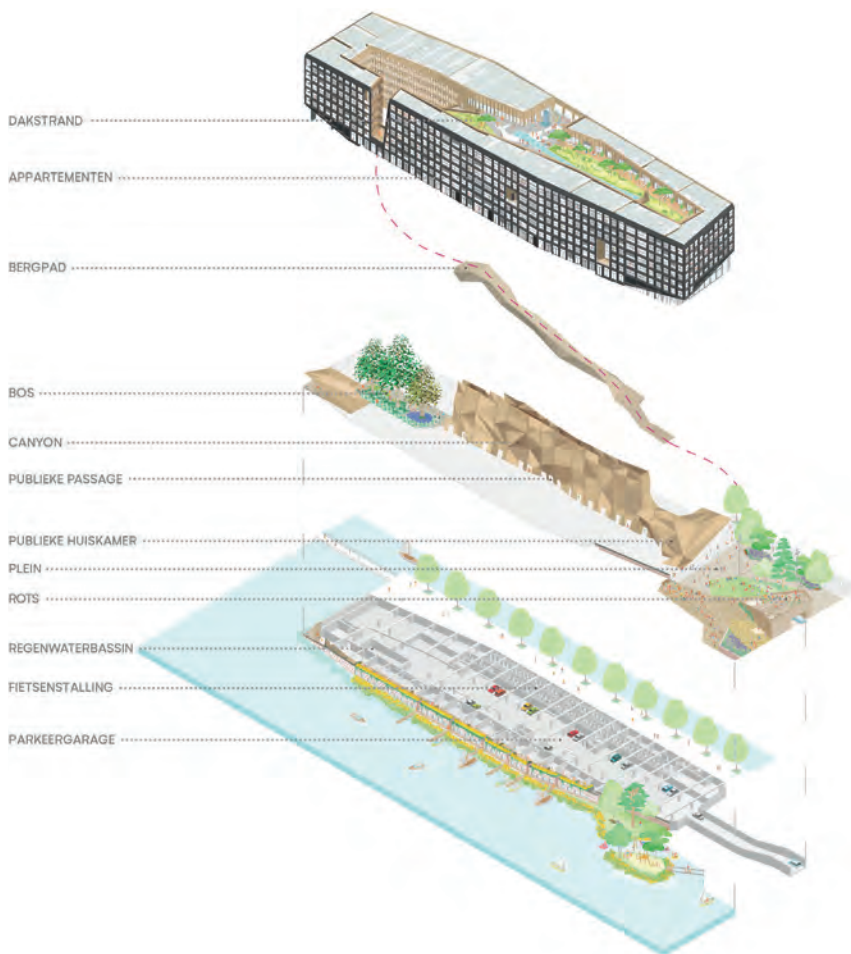 DAKSTRAND
APPARTEMENTEN
BERGPAD
BOS
CANYON
PUBLIEKE PASSAGE
PUBLIEKE HUISKAMER
PLEIN
ROTS
REGENWATERBASSIN
FIETSENSTALLING
PARKEERGARAGE